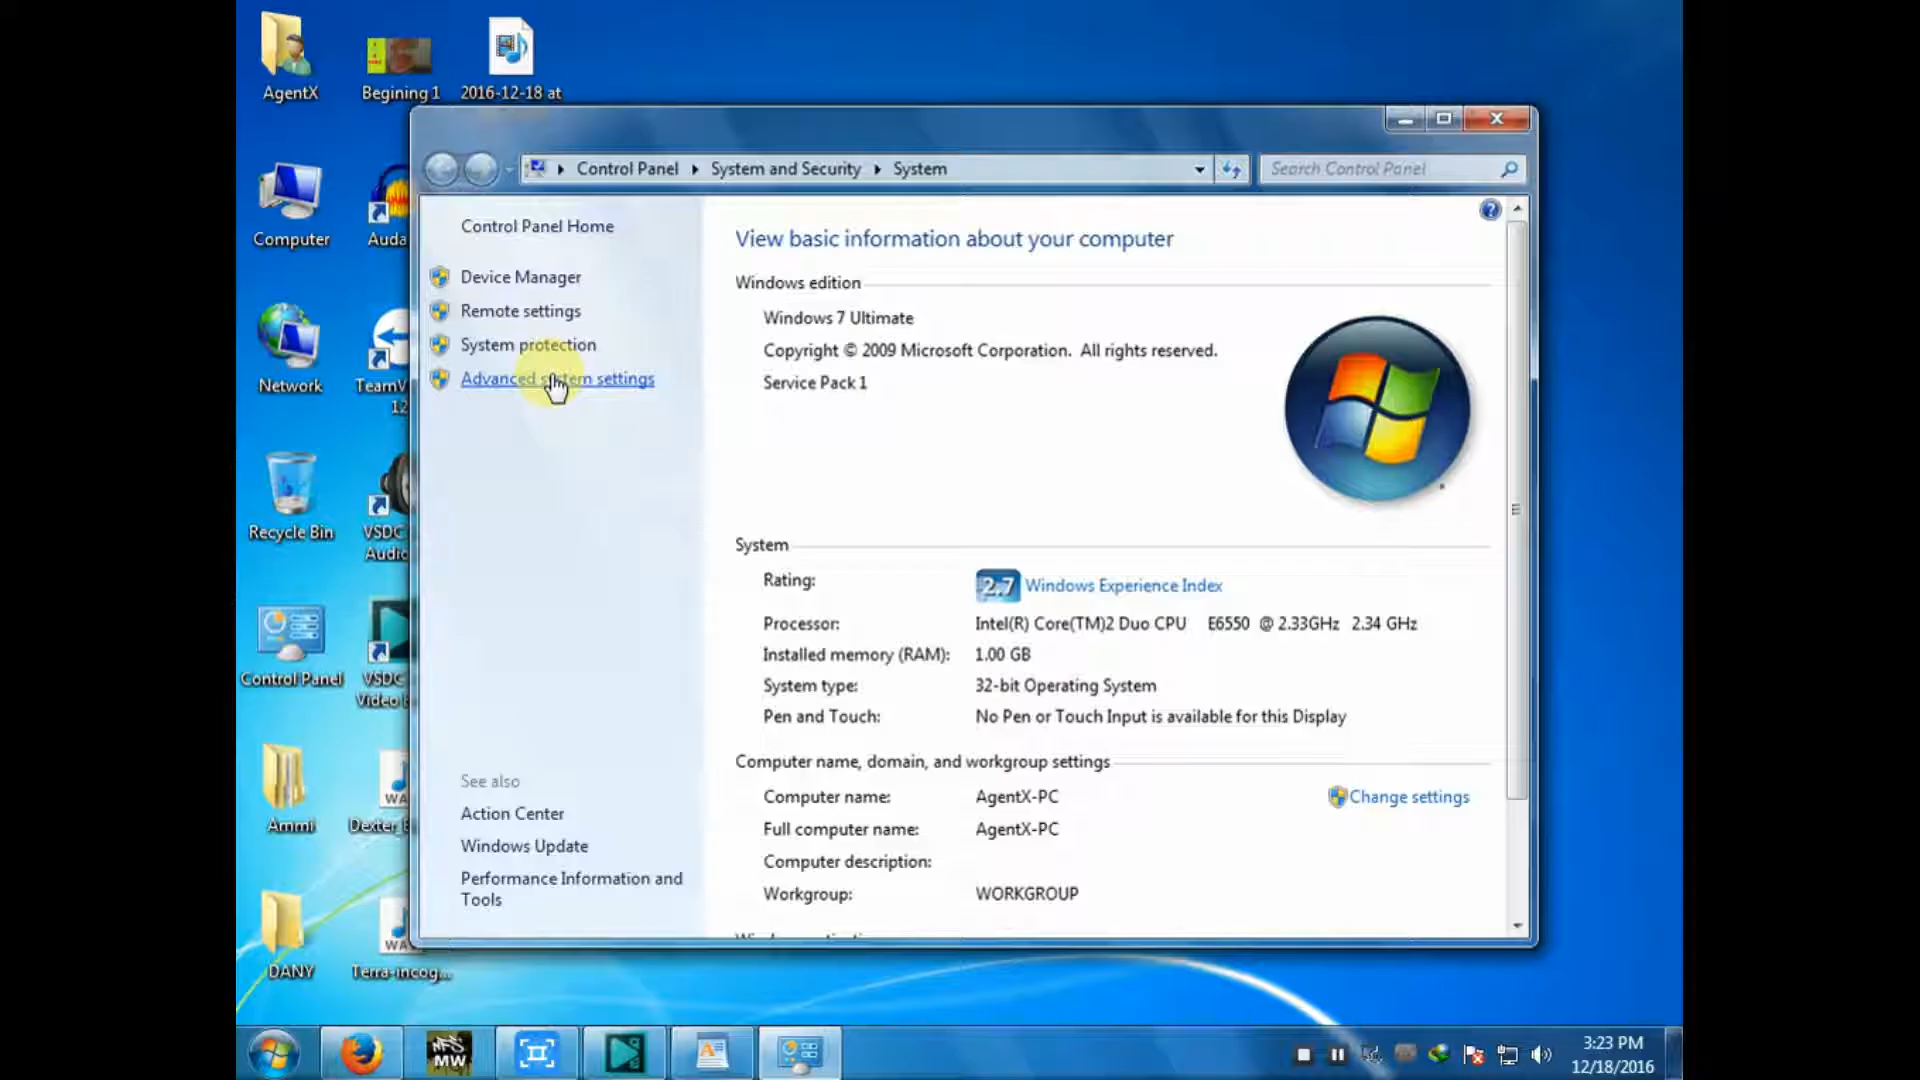 AgentX
Begining 1
2016-12-18 at
Computer
Auda
Network
TeamV
12
Recycle Bin
VSDC
Audio
Control Panel
VSDC
Video
Ammi
Dexter
DANY
Terra-incog...
Control Panel
System and Security
System
Search Control Panel
Control Panel Home
Device Manager
Remote settings
System protection
Advanced system settings
See also
Action Center
Windows Update
Performance Information and
Tools
View basic information about your computer
Windows edition
Windows 7 Ultimate
Copyright © 2009 Microsoft Corporation. All rights reserved.
Service Pack 1
System
Rating:
2.7 Windows Experience Index
Processor: Intel(R) Core(TM)2 Duo CPU E6550 @ 2.33GHz 2.34 GHz
Installed memory (RAM): 1.00 GB
System type: 32-bit Operating System
Pen and Touch: No Pen or Touch Input is available for this Display
Computer name, domain, and workgroup settings
Computer name: AgentX-PC
Change settings
Full computer name: AgentX-PC
Computer description:
Workgroup: WORKGROUP
NFS
MW
3:23 PM
12/18/2016